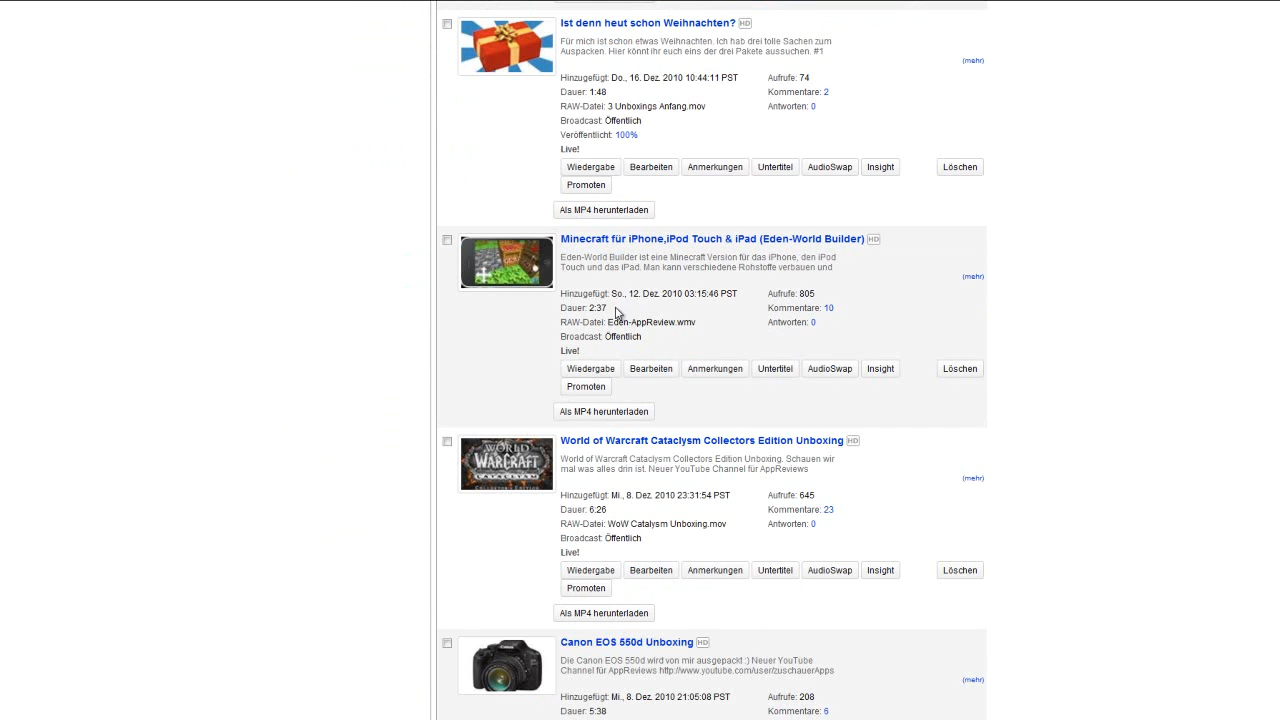 Ist denn heut schon Weihnachten? HD
Für mich ist schon etwas Weihnachten. Ich hab drei tolle Sachen zum
Auspacken. Hier könnt ihr euch eins der drei Pakete aussuchen. #1
(mehr)
Hinzugefügt: Do., 16. Dez. 2010 10:44:11 PST Aufrufe: 74
Dauer: 1:48 Kommentare: 2
RAW-Datei: 3 Unboxings Anfang.mov Antworten: 0
Broadcast: Öffentlich
Veröffentlicht: 100%
Live!
Wiedergabe Bearbeiten Anmerkungen Untertitel AudioSwap Insight Löschen
Promoten
Als MP4 herunterladen
Minecraft für iPhone,iPod Touch & iPad (Eden-World Builder) HD
Eden-World Builder ist eine Minecraft Version für das iPhone, den iPod
Touch und das iPad. Man kann verschiedene Rohstoffe verbauen und
(mehr)
Hinzugefügt: So., 12. Dez. 2010 03:15:46 PST Aufrufe: 805
Dauer: 2:37 Kommentare: 10
RAW-Datei: Eden-AppReview.wmv Antworten: 0
Broadcast: Öffentlich
Live!
Wiedergabe Bearbeiten Anmerkungen Untertitel AudioSwap Insight Löschen
Promoten
Als MP4 herunterladen
World of Warcraft Cataclysm Collectors Edition Unboxing HD
WORLD OF WARCRAFT CATACLYSM COLLECTOR'S EDITION
World of Warcraft Cataclysm Collectors Edition Unboxing. Schauen wir
mal was alles drin ist. Neuer YouTube Channel für AppReviews
(mehr)
Hinzugefügt: Mi., 8. Dez. 2010 23:31:54 PST Aufrufe: 645
Dauer: 6:26 Kommentare: 23
RAW-Datei: WoW Catalysm Unboxing.mov Antworten: 0
Broadcast: Öffentlich
Live!
Wiedergabe Bearbeiten Anmerkungen Untertitel AudioSwap Insight Löschen
Promoten
Als MP4 herunterladen
Canon EOS 550d Unboxing HD
Die Canon EOS 550d wird von mir ausgepackt :) Neuer YouTube
Channel für AppReviews http://www.youtube.com/user/zuschauerApps
(mehr)
Hinzugefügt: Mi., 8. Dez. 2010 21:05:08 PST Aufrufe: 208
Dauer: 5:38 Kommentare: 6